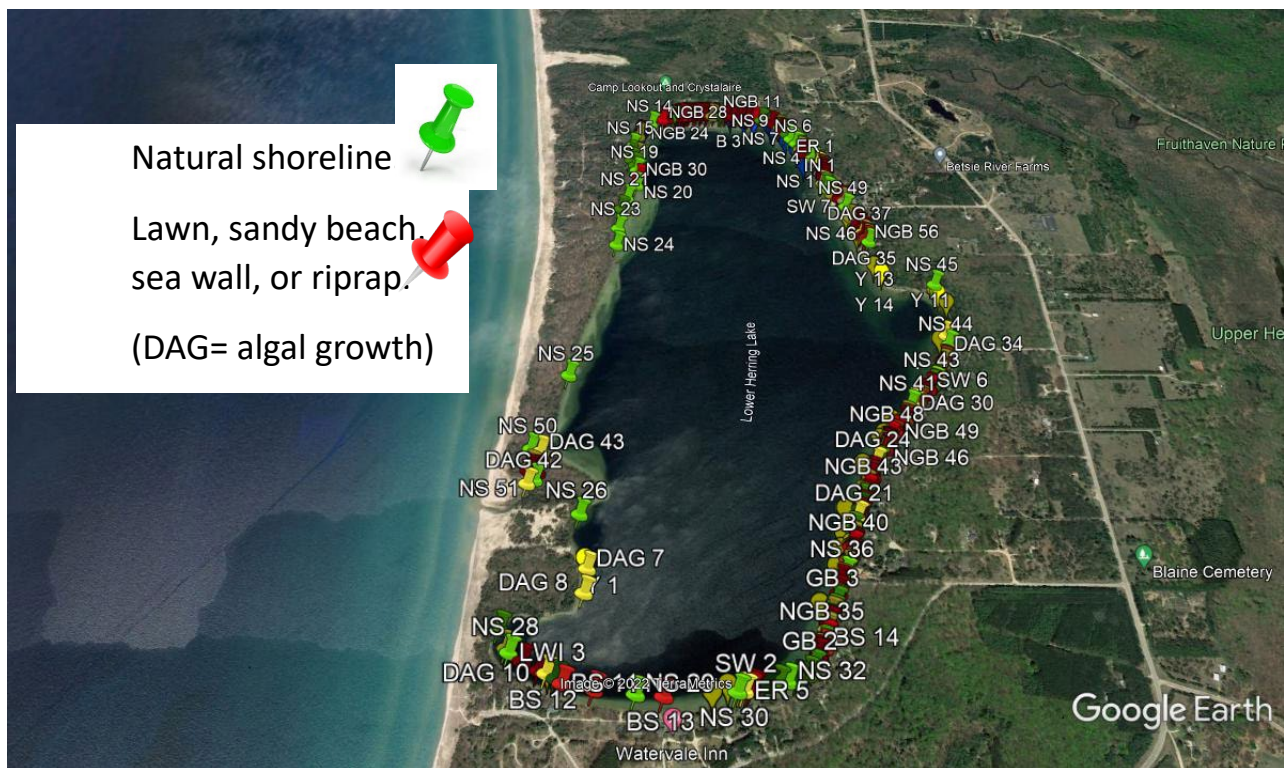 Natural shoreline
Lawn, sandy beach,
sea wall, or riprap.
(DAG= algal growth)
Camp Lookout and Crystalaire
NS 14
NGB 28
NGB 11
NS 15
NGB 24
B 3
NS 9
NS 7
NS 6
NS 19
NS 4
ER 1
IN
NS 21
NGB 30
NS 20
NS 1
NS 49
Betsie River Farms
Fruithaven Nature
NS 23
SW 7
DAG 37
NS 46
NGB 56
NS 24
DAG 35
Y 13
NS 45
Y 14
Y 11
NS 44
DAG 34
Upper He
Lower Herring Lake
NS 25
NS 43
NS 41
SW 6
DAG 30
NS 50
DAG 43
NGB 48
NGB 49
DAG 42
DAG 24
NGB 46
NS 51
NS 26
NGB 43
DAG 21
NGB 40
DAG 7
NS 36
DAG 8
Y 1
GB 3
Blaine Cemetery
NGB 35
NS 28
LWI 3
GB 2
BS 14
DAG 10
SW 2
NS 32
BS 12
Image © 2022 TerraMetrics
ER 5
BS 13
NS 30
Google Earth
Watervale Inn